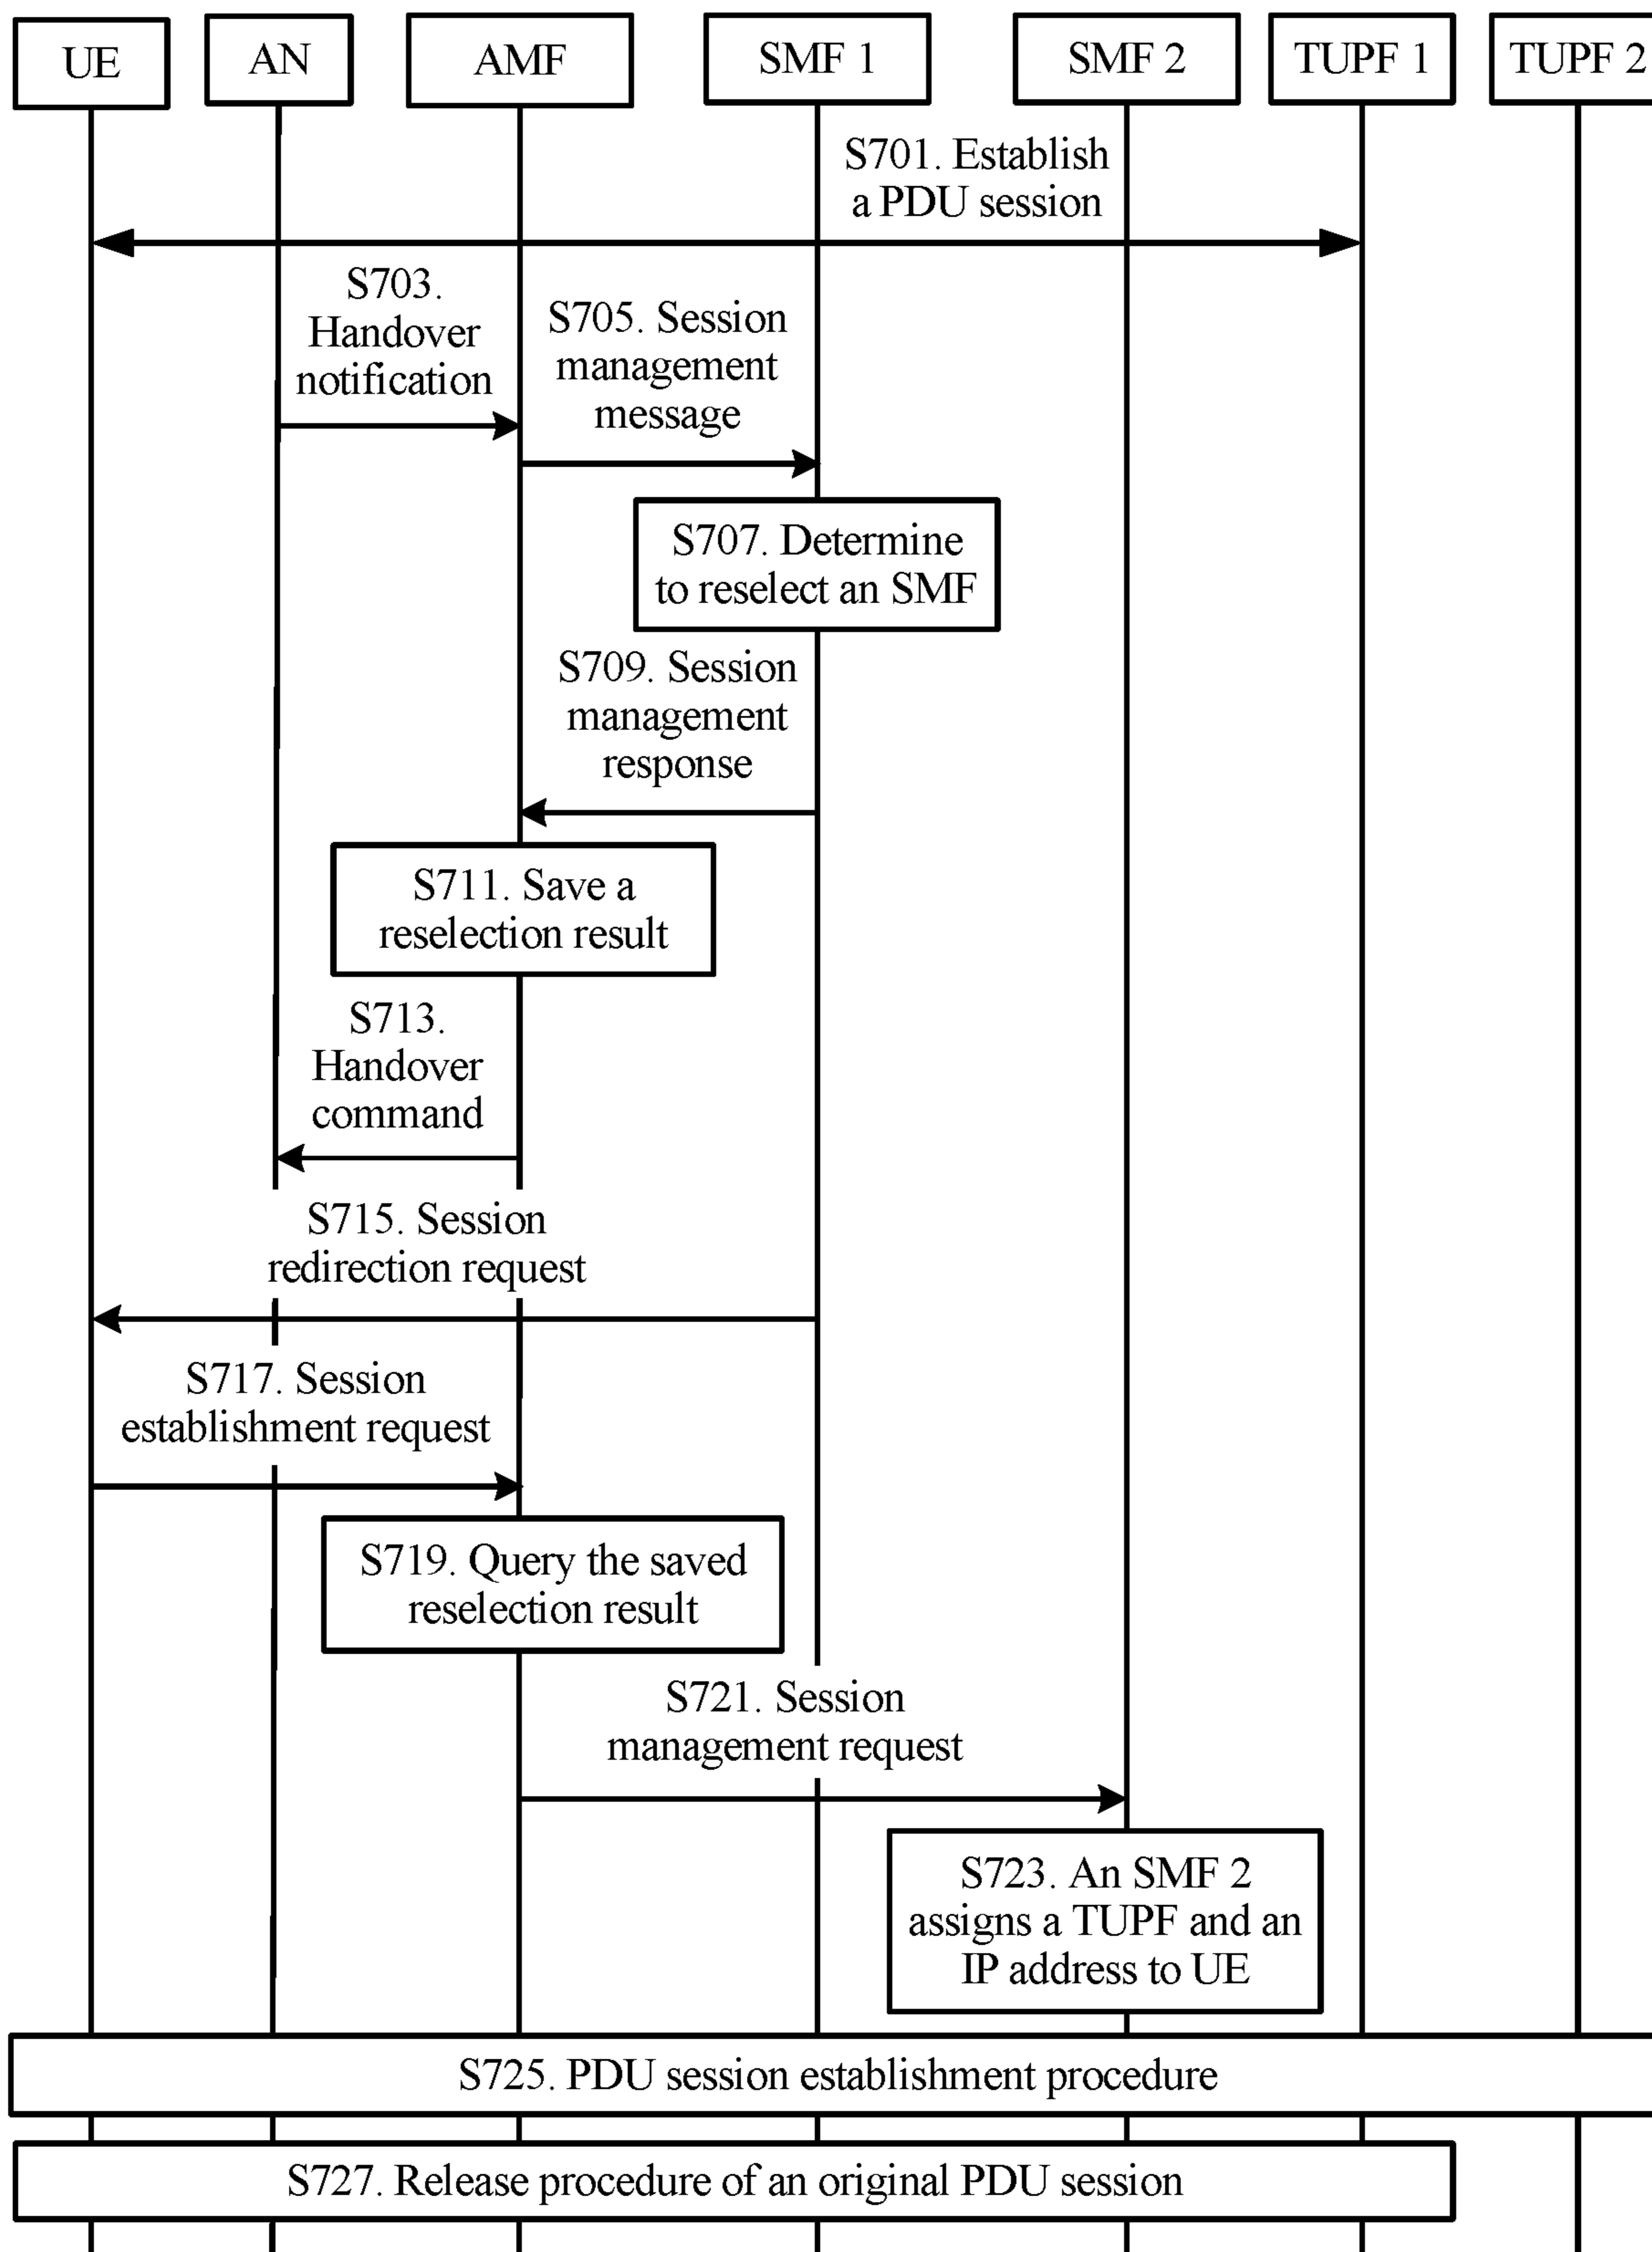 UE
AN
AMF
SMF 1
SMF 2
TUPF 1
TUPF 2
S701. Establish
a PDU session
S703.
Handover
notification
S705. Session
management
message
S707. Determine
to reselect an SMF
S709. Session
management
response
S711. Save a
reselection result
S713.
Handover
command
S715. Session
redirection request
S717. Session
establishment request
S719. Query the saved
reselection result
S721. Session
management request
S723. An SMF 2
assigns a TUPF and an
IP address to UE
S725. PDU session establishment procedure
S727. Release procedure of an original PDU session